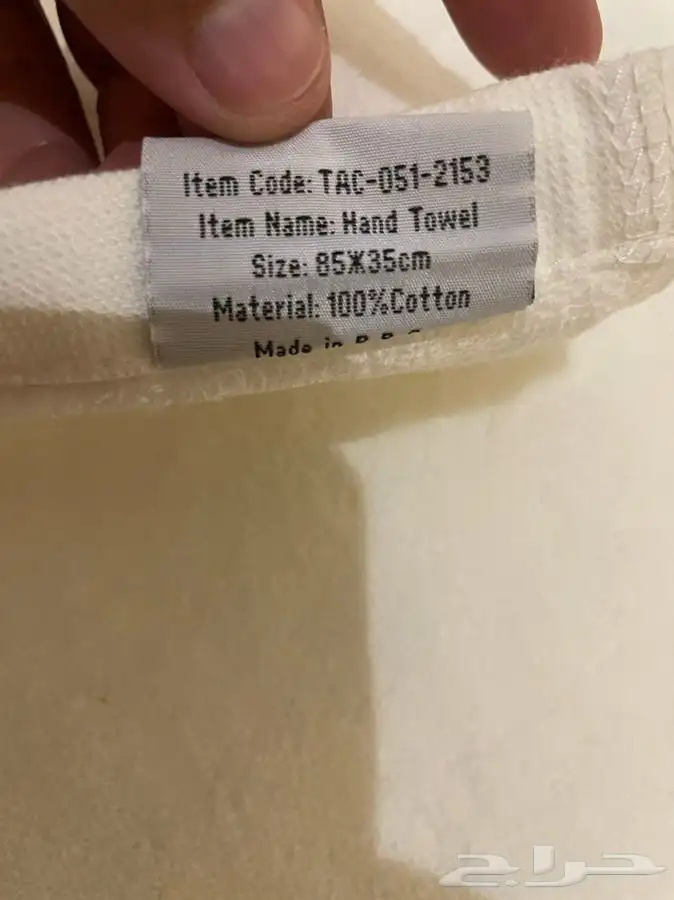 Item Code: TAC-051-2153
Item Name: Hand Towel
Size: 85X35cm
Material: 100%Cotton
Made in P.R.C
حراج